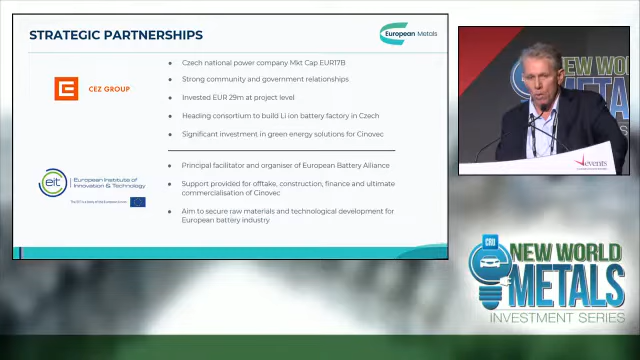 STRATEGIC PARTNERSHIPS
European Metals
CEZ GROUP
Czech national power company Mkt Cap EUR17B
Strong community and government relationships
Invested EUR 29m at project level
Heading consortium to build Li ion battery factory in Czech
Significant investment in green energy solutions for Cinovec
eit
European Institute of
Innovation & Technology
Principal facilitator and organiser of European Battery Alliance
Support provided for offtake, construction, finance and ultimate
commercialisation of Cinovec
Aim to secure raw materials and technological development for
European battery industry
events
CRU
NEW WORLD
METALS
INVESTMENT SERIES